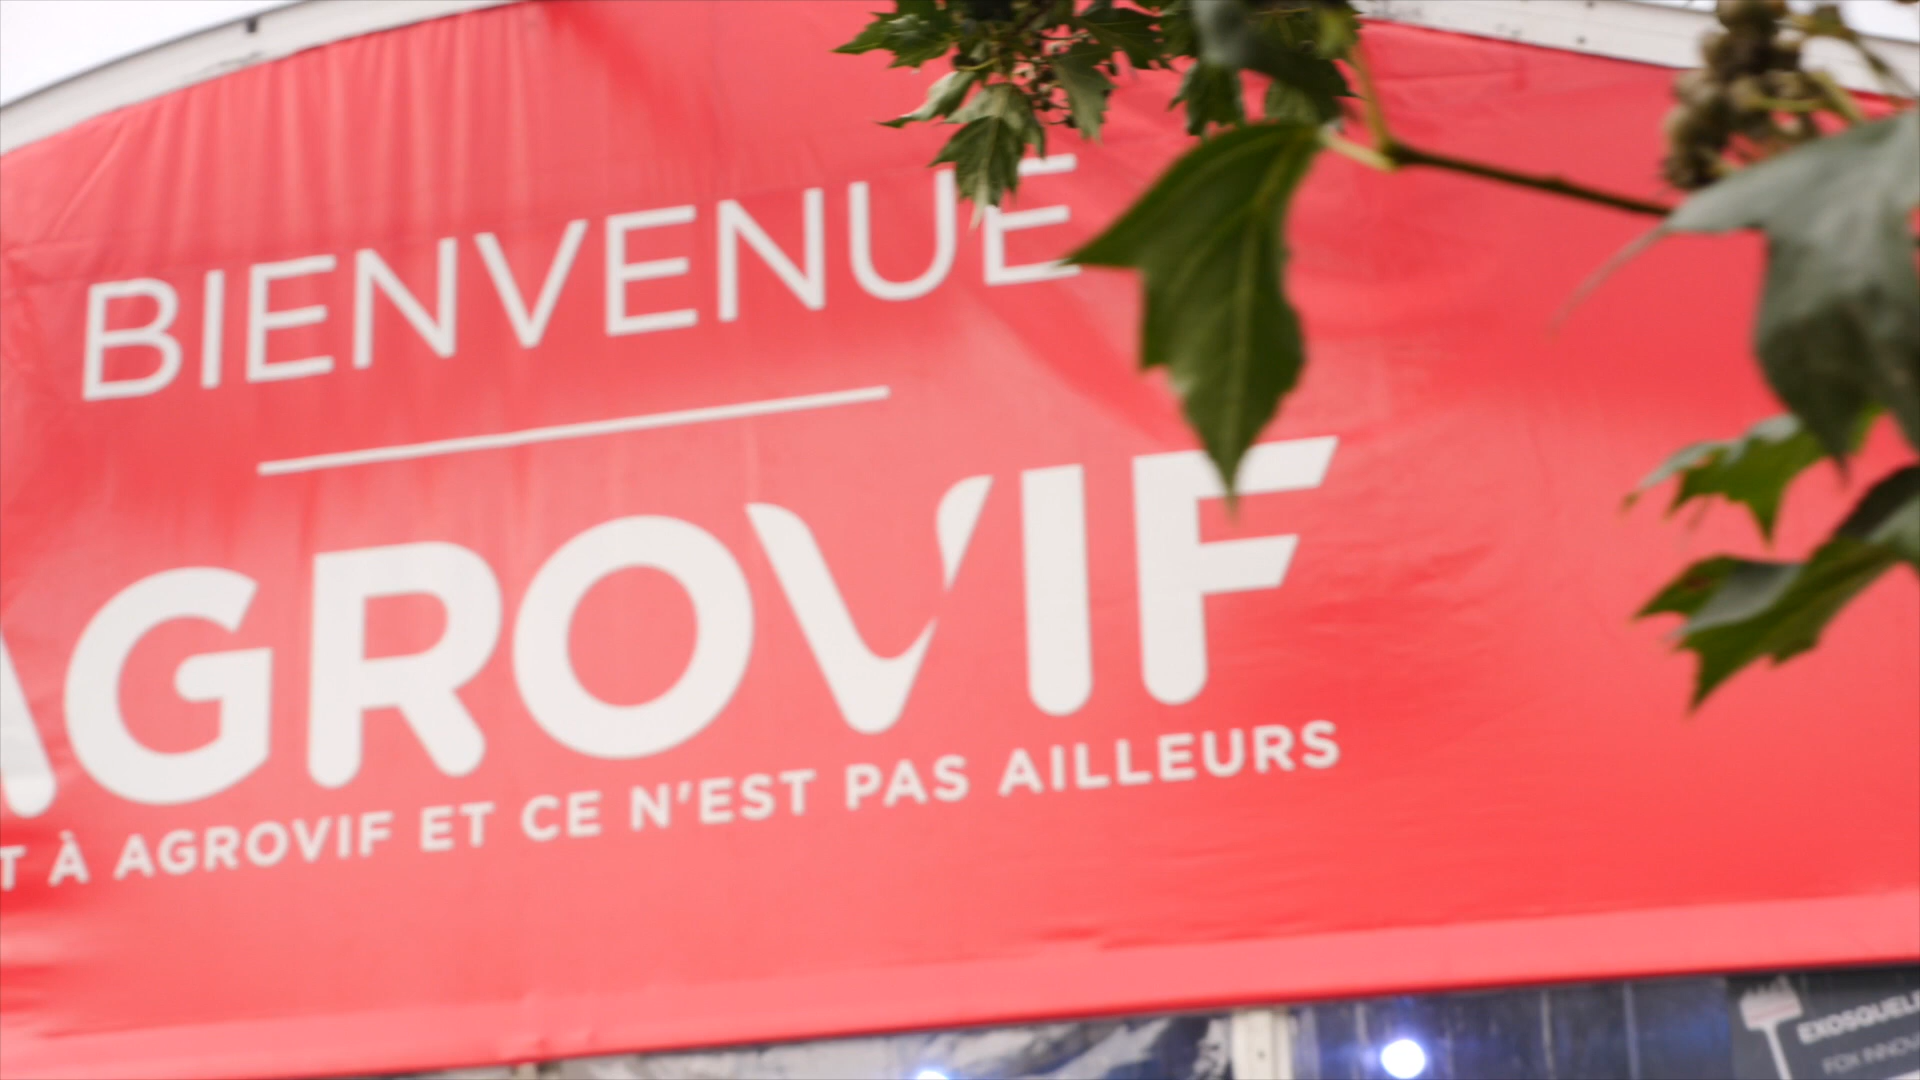 BIENVENUE
AGROVIF
À AGROVIF ET CE N'EST PAS AILLEURS